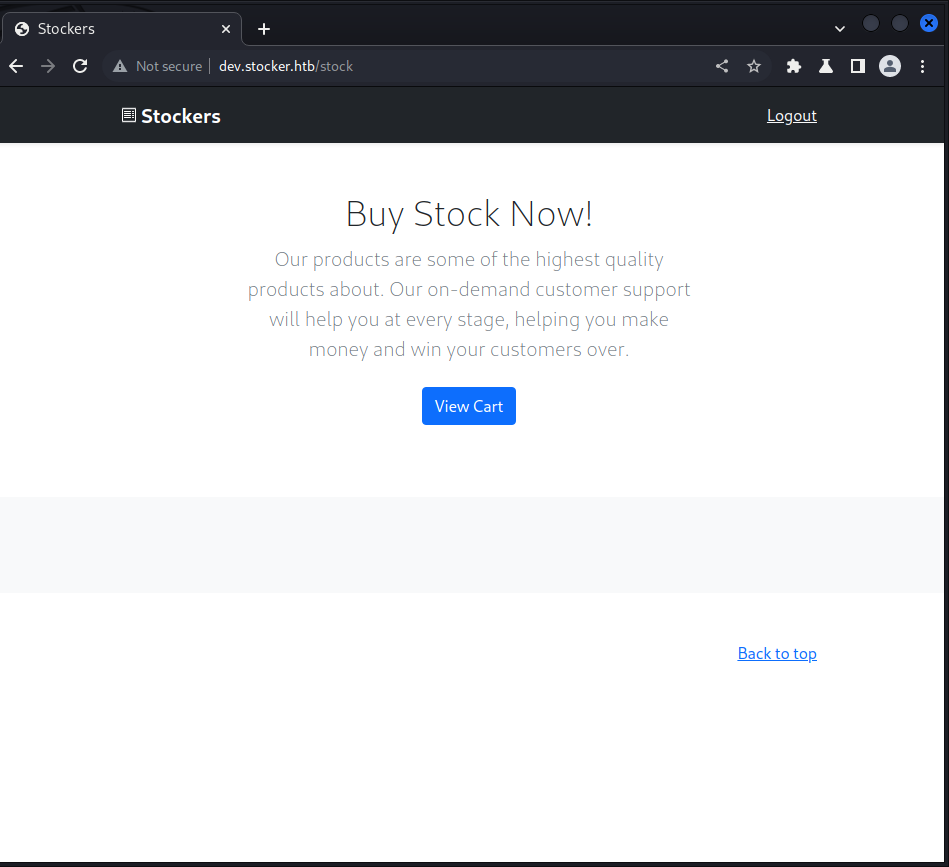 Stockers
Not secure | dev.stocker.htb/stock
Stockers
Logout
Buy Stock Now!
Our products are some of the highest quality
products about. Our on-demand customer support
will help you at every stage, helping you make
money and win your customers over.
View Cart
Back to top